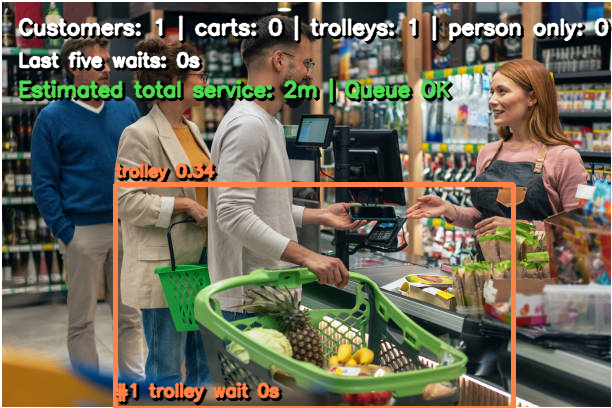 Customers: 1 | carts: 0 | trolleys: 1 | person only: 0
Last five waits: 0s
Estimated total service: 2m | Queue OK
trolley 0.34
#1 trolley wait 0s